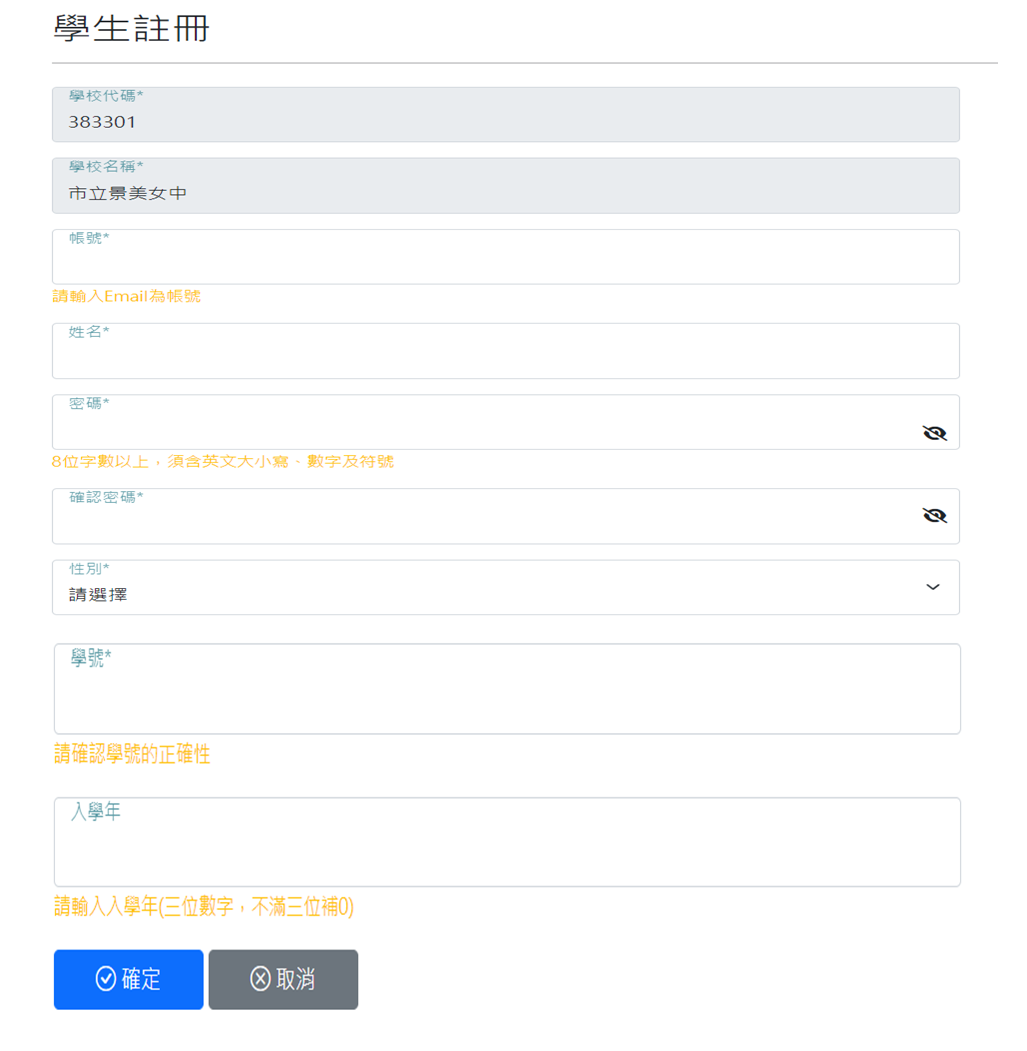 學生註冊
學校代碼*
383301
學校名稱*
市立景美女中
帳號*
請輸入Email為帳號
姓名*
密碼*
8位字數以上，須含英文大小寫、數字及符號
確認密碼*
性別*
請選擇
學號*
請確認學號的正確性
入學年
請輸入入學年(三位數字，不滿三位補0)
確定 取消